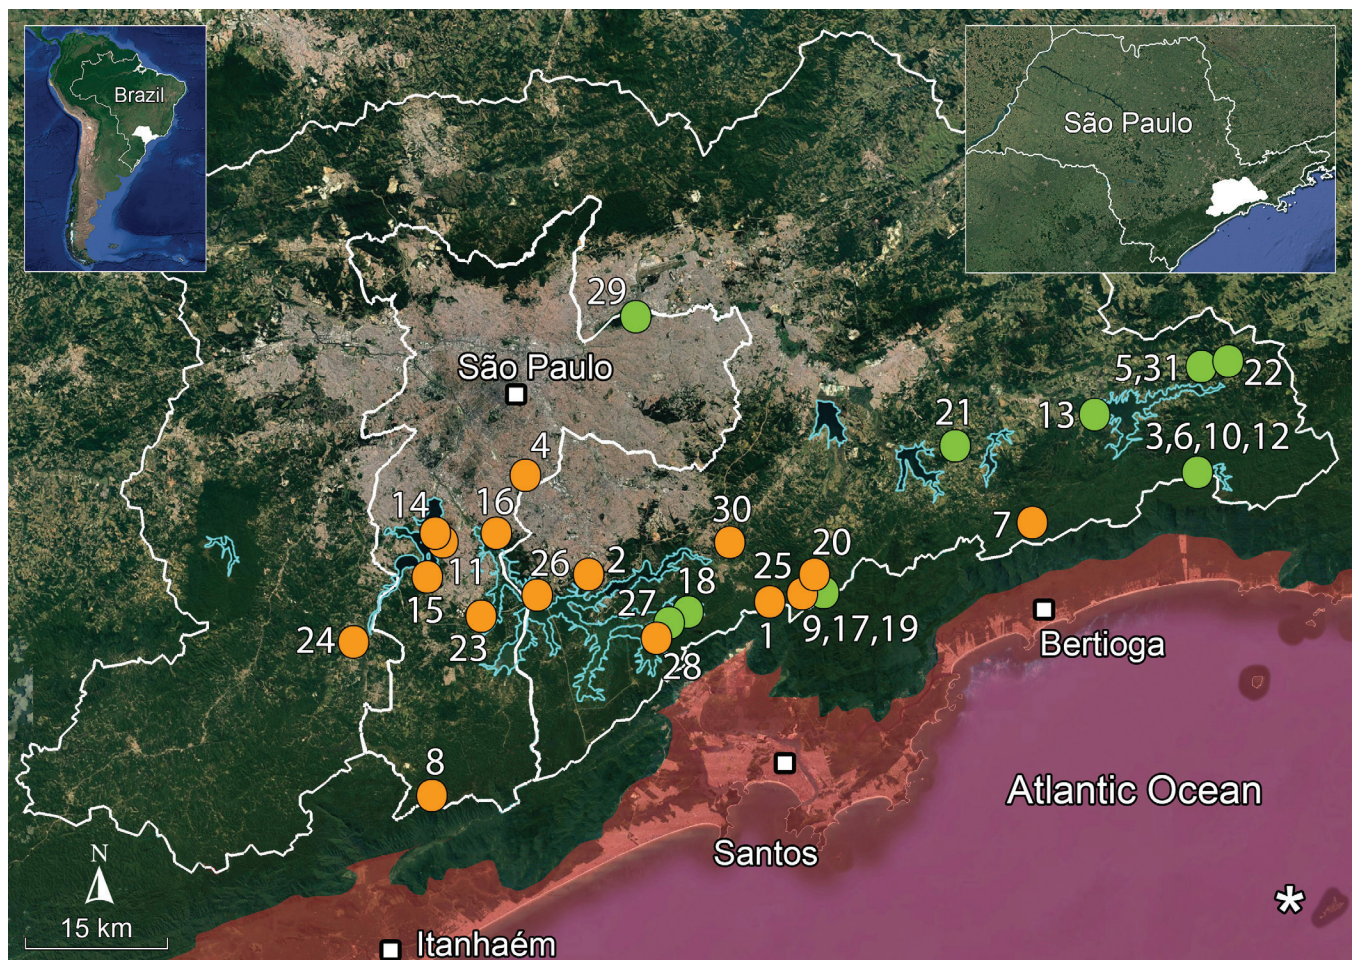 Brazil
São Paulo
29
São Paulo
5,31
22
13
21
3,6,10,12
4
14
16
30
7
11
20
26
2
25
15
18
27
24
23
1
9,17,19
28
Bertioga
8
Atlantic Ocean
Santos
N
*
15 km
Itanhaém